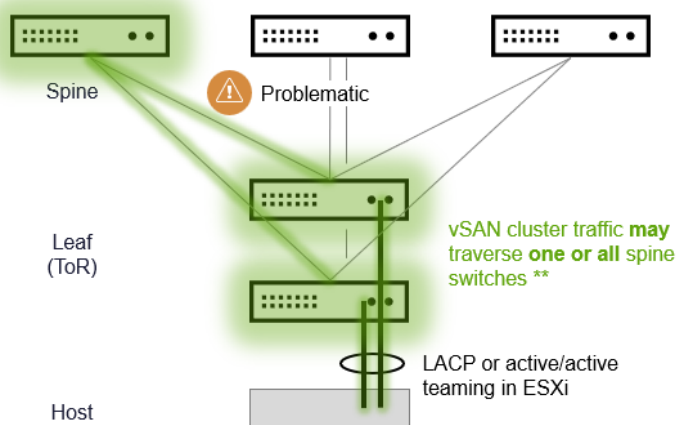 Spine
Problematic
Leaf
(ToR)
vSAN cluster traffic may
traverse one or all spine
switches **
LACP or active/active
teaming in ESXi
Host